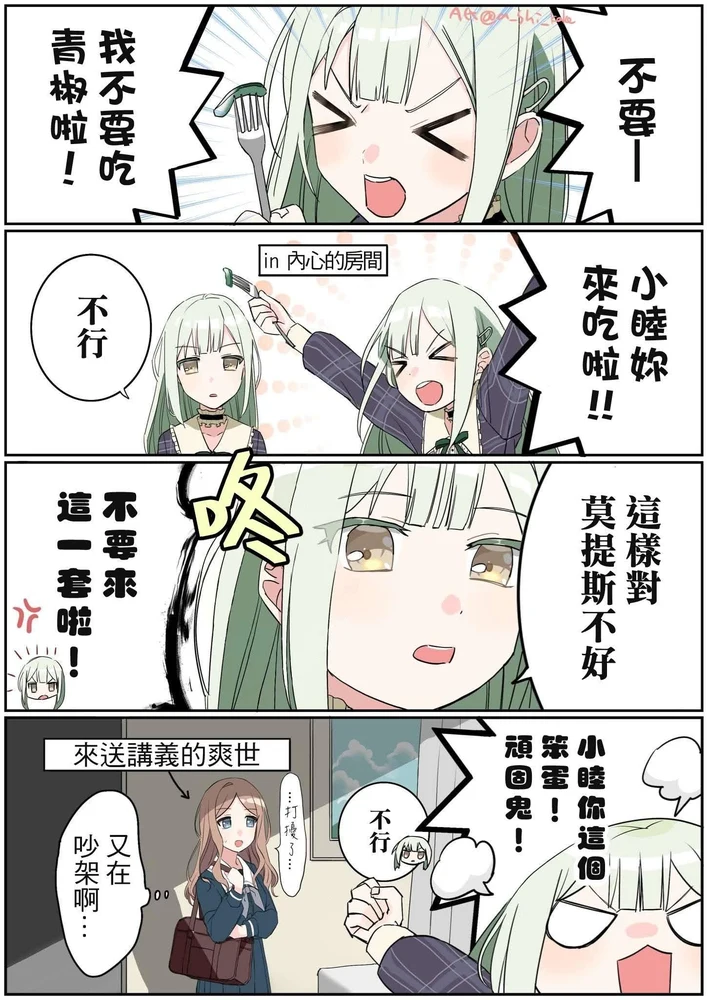 不要—
我不要吃
青椒啦！
in 內心的房間
小睦妳
來吃啦!!
不行
這樣對
莫提斯不好
咚
不要來
這一套啦！
小睦你這個
笨蛋！
頑固鬼！
不行
來送講義的爽世
…打擾了…
又在
吵架啊…